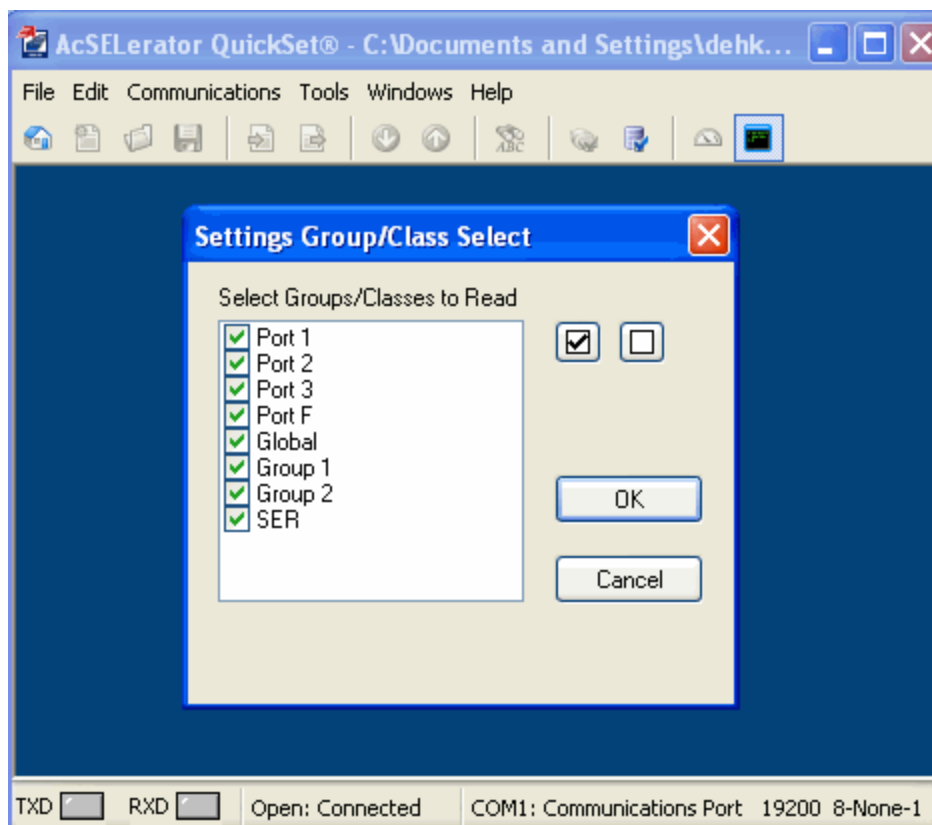 AcSELerator QuickSet® - C:\Documents and Settings\dehk...
File Edit Communications Tools Windows Help
ABC
Settings Group/Class Select
Select Groups/Classes to Read
Port 1
Port 2
Port 3
Port F
Global
Group 1
Group 2
SER
OK
Cancel
TXD RXD Open: Connected COM1: Communications Port 19200 8-None-1